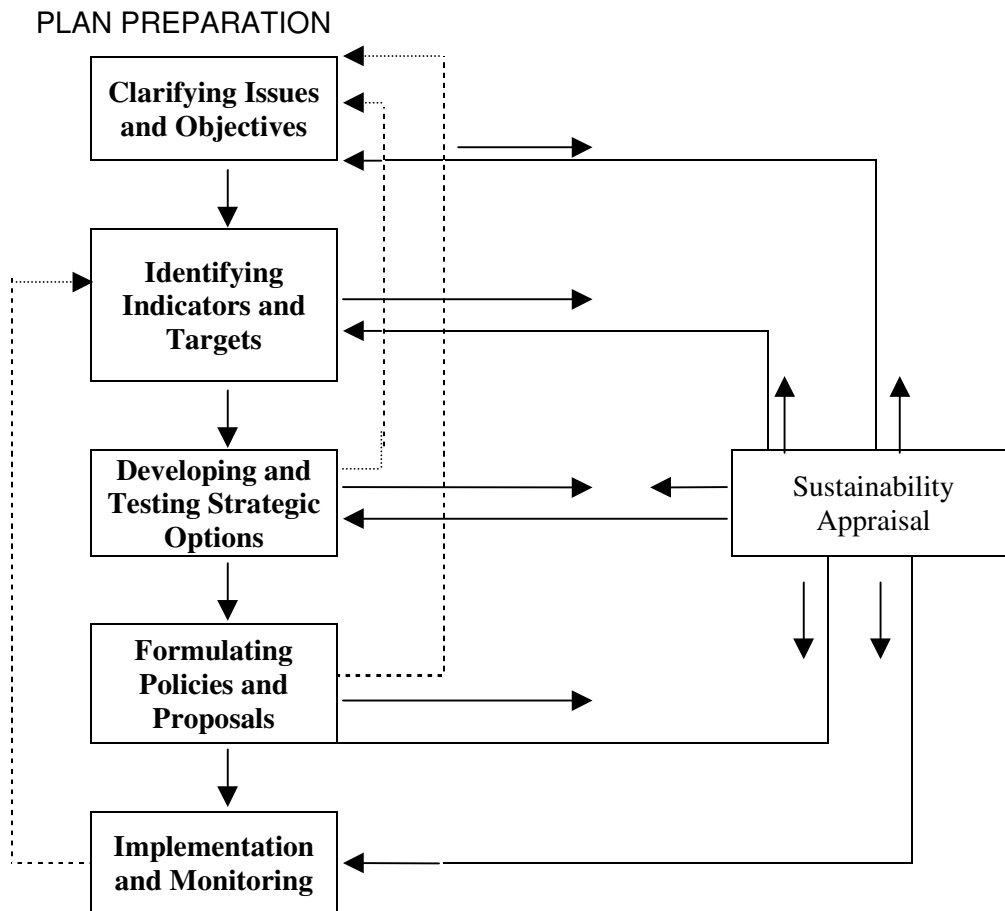 PLAN PREPARATION
Clarifying Issues
and Objectives
Identifying
Indicators and
Targets
Developing and
Testing Strategic
Options
Sustainability
Appraisal
Formulating
Policies and
Proposals
Implementation
and Monitoring